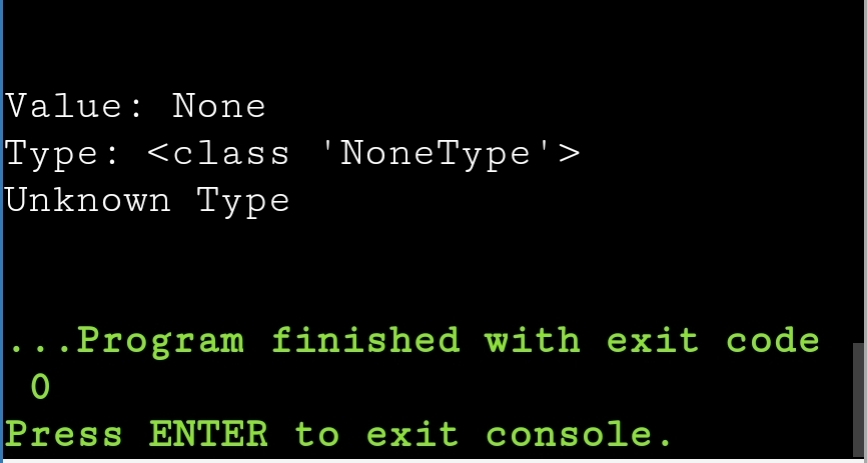 Value: None
Type: <class 'NoneType'>
Unknown Type
...Program finished with exit code
0
Press ENTER to exit console.